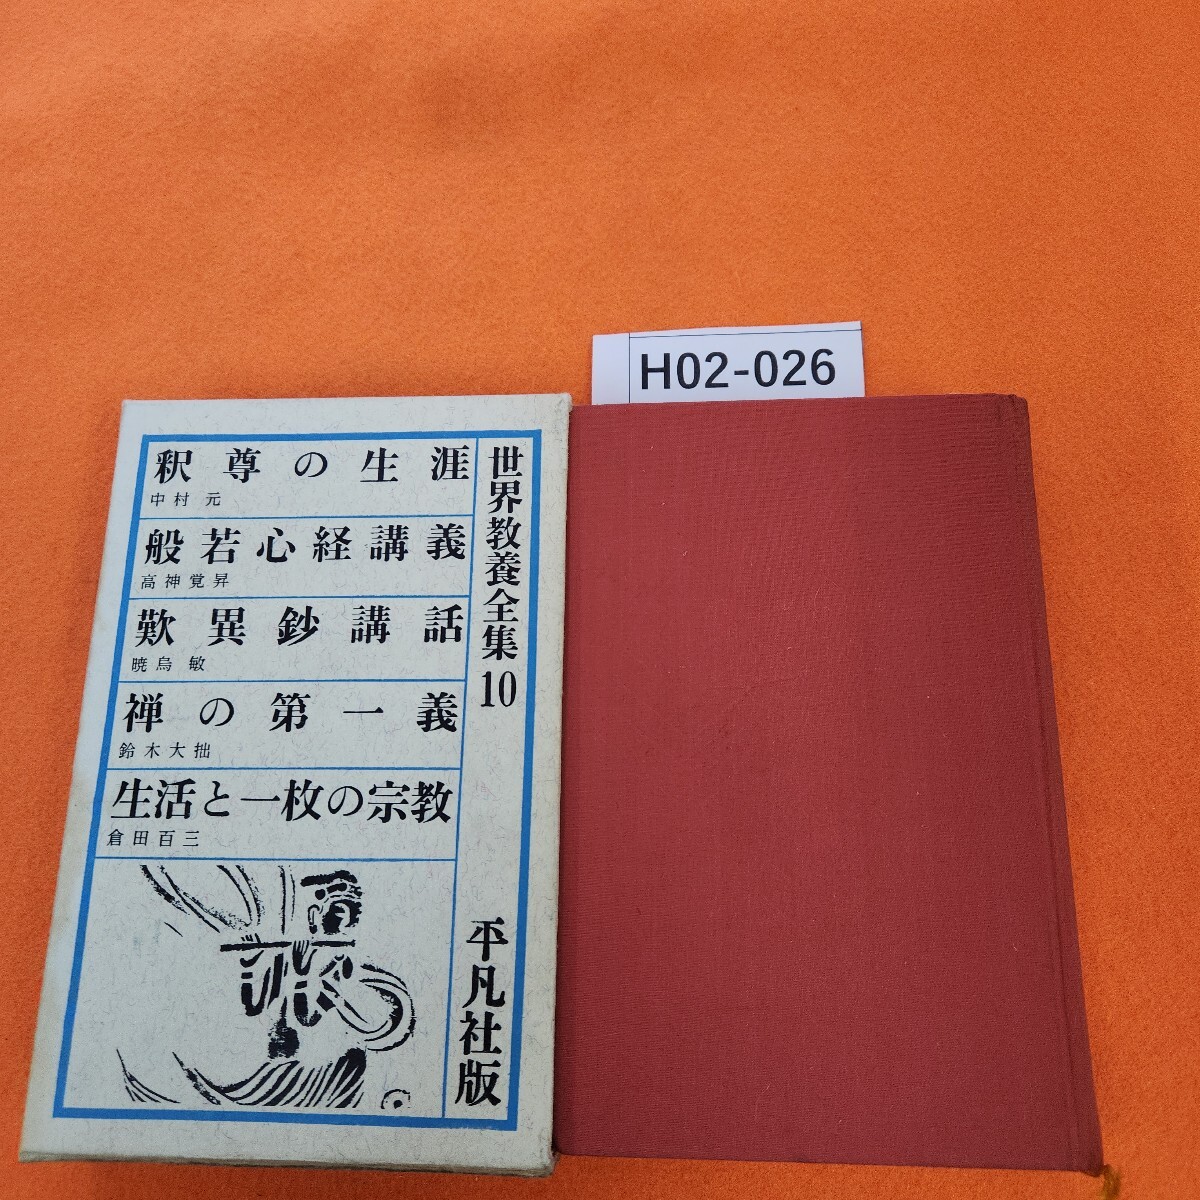 H02-026
世界教養全集10
釈尊の生涯
中村 元
般若心経講義
高神覚昇
歎異鈔講話
暁烏 敏
禅の第一義
鈴木大拙
生活と一枚の宗教
倉田百三
平凡社版